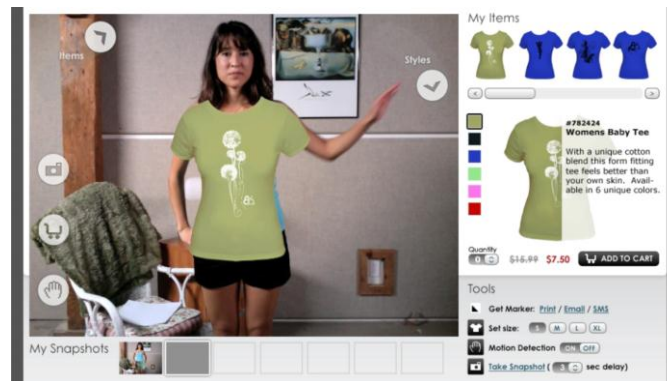 My Items
Items
Styles
#782424
Womens Baby Tee
With a unique cotton
blend this form fitting
tee feels better than
your own skin. Avail-
able in 6 unique colors.
Quantity
0 $15.99 $7.50 ADD TO CART
Tools
Get Marker: Print / Email / SMS
Set size: S M L XL
Motion Detection ON OFF
Take Snapshot ( 3 sec delay)
My Snapshots